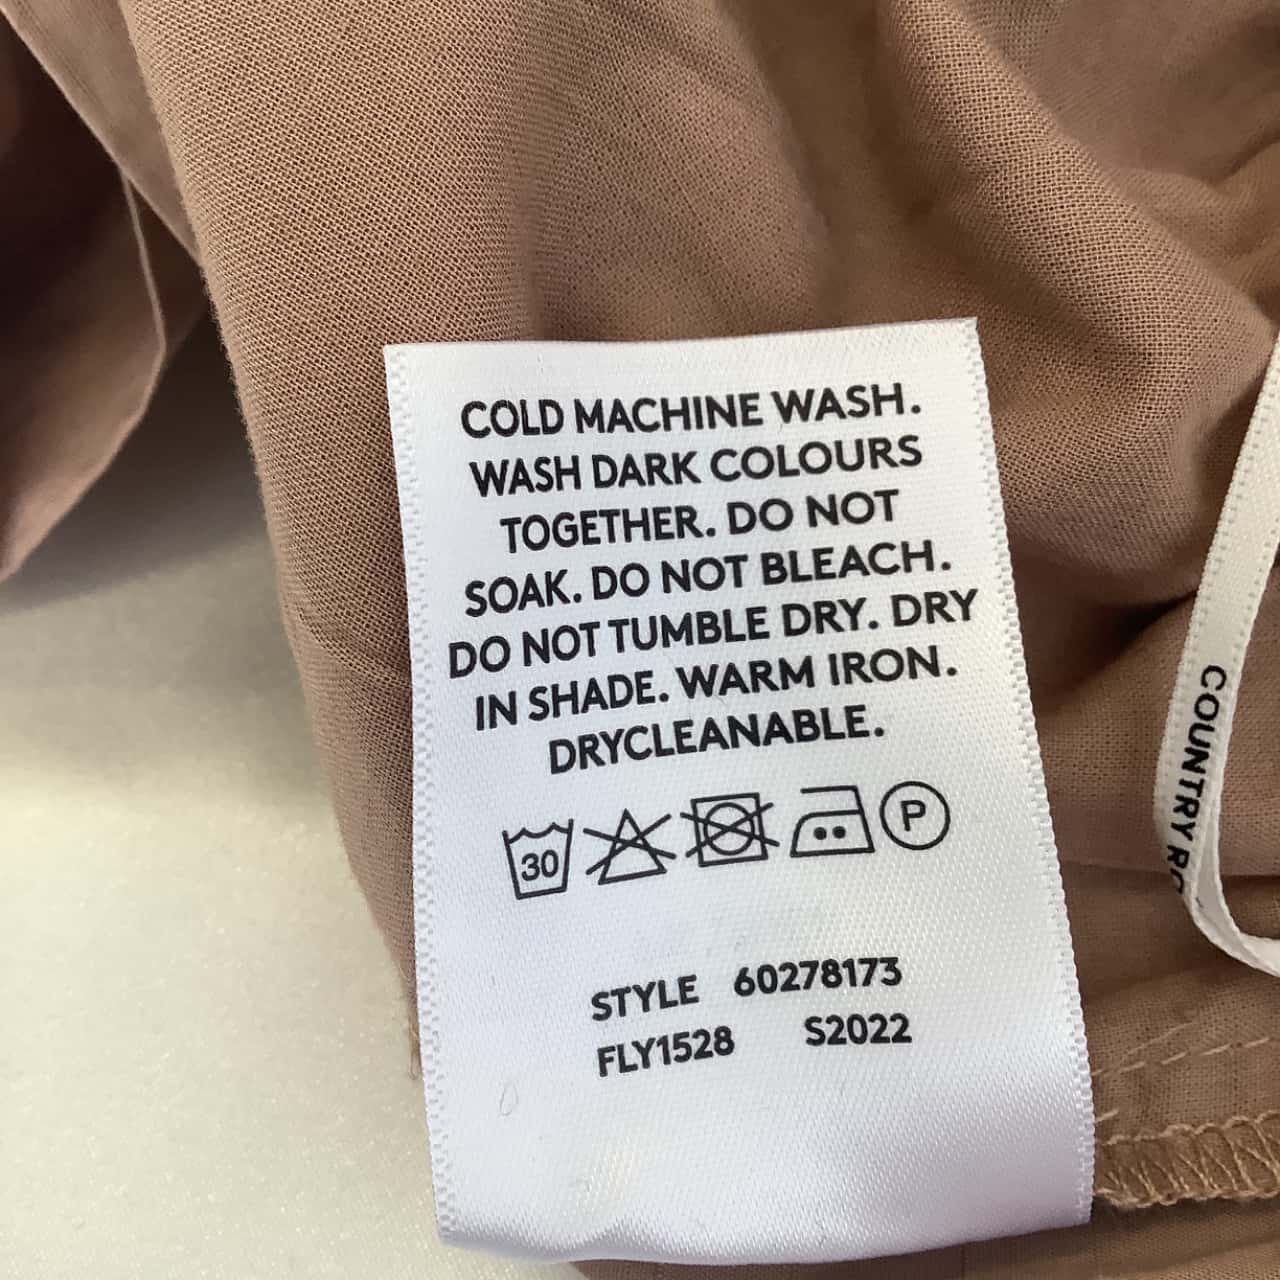 COLD MACHINE WASH.
WASH DARK COLOURS
TOGETHER. DO NOT
SOAK. DO NOT BLEACH.
DO NOT TUMBLE DRY. DRY
IN SHADE. WARM IRON.
DRYCLEANABLE.
30
P
STYLE 60278173
FLY1528 S2022
COUNTRY